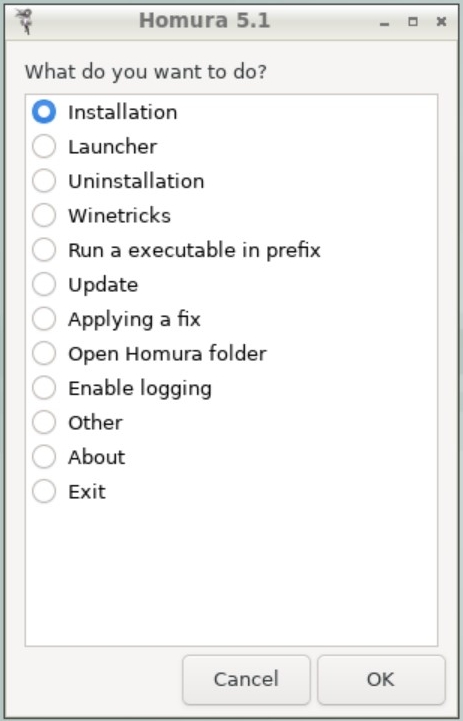 Homura 5.1
What do you want to do?
Installation
Launcher
Uninstallation
Winetricks
Run a executable in prefix
Update
Applying a fix
Open Homura folder
Enable logging
Other
About
Exit
Cancel OK